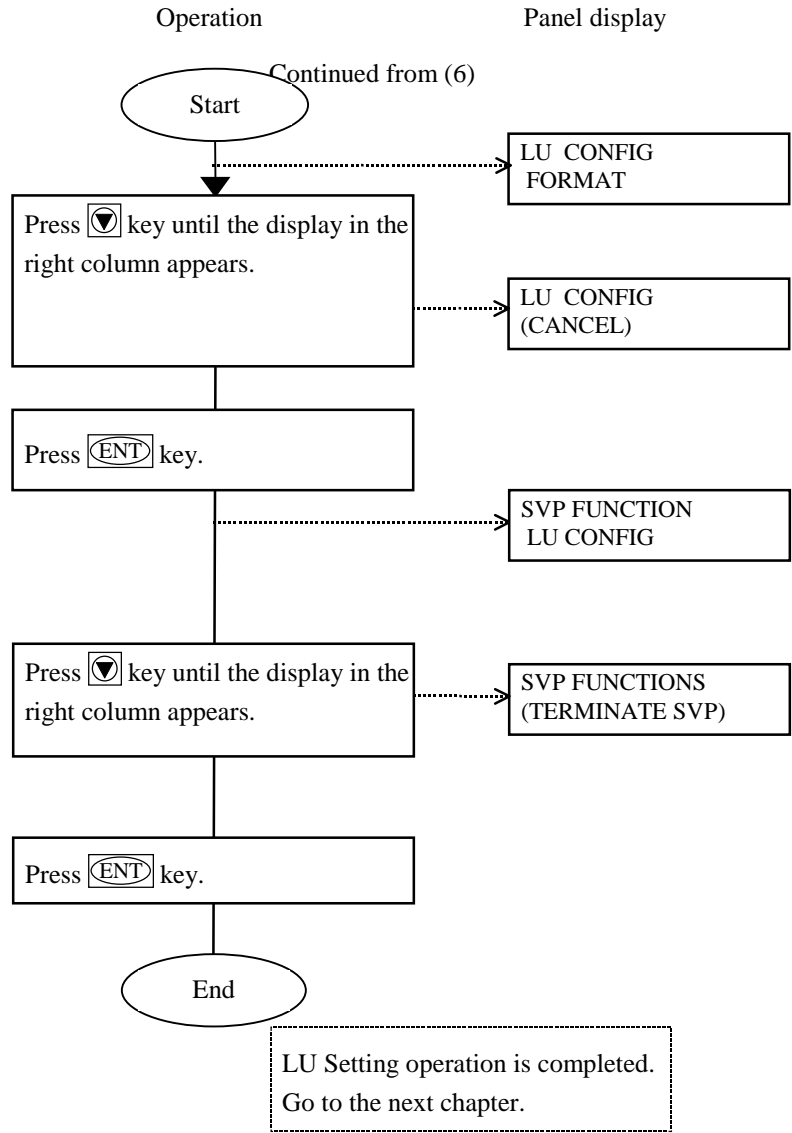 Operation
Panel display
Continued from (6)
Start
LU CONFIG
FORMAT
Press ▼ key until the display in the
right column appears.
LU CONFIG
(CANCEL)
Press ENT key.
SVP FUNCTION
LU CONFIG
Press ▼ key until the display in the
right column appears.
SVP FUNCTIONS
(TERMINATE SVP)
Press ENT key.
End
LU Setting operation is completed.
Go to the next chapter.